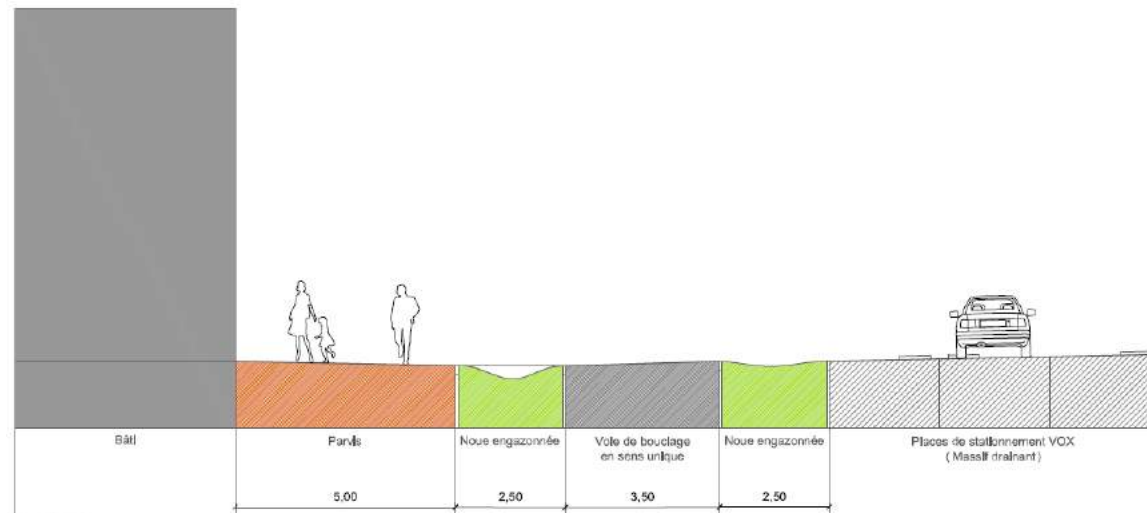 Bâti
Parvis
Noue engazonnée
Voie de bouclage
en sens unique
Noue engazonnée
Places de stationnement VOX
( Massif drainant )
5,00
2,50
3,50
2,50